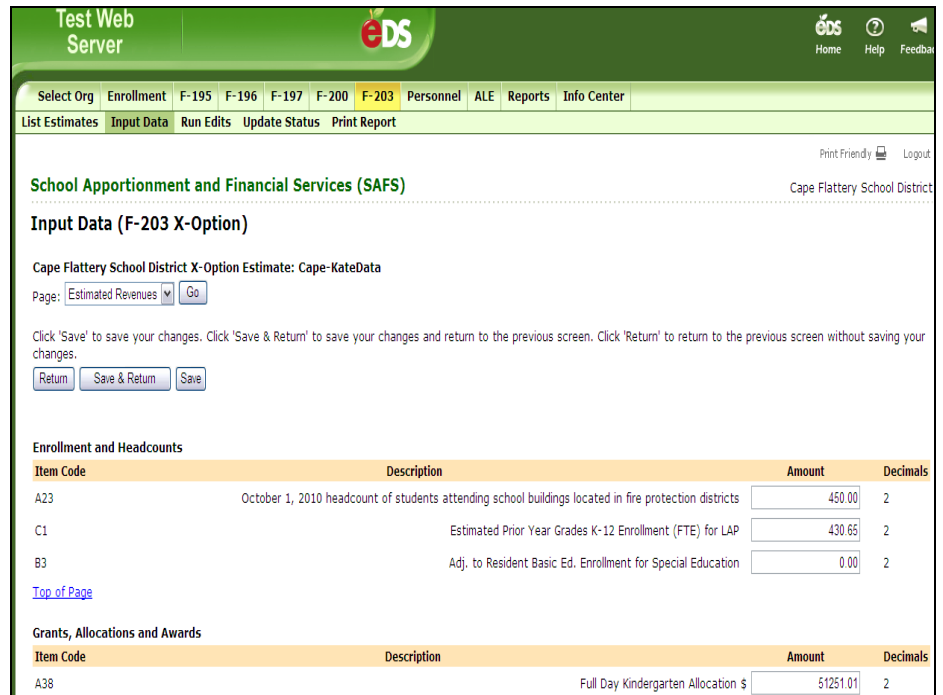 Test Web
Server
eDS
eDS
Home Help
Select Org Enrollment F-195 F-196 F-197 F-200 F-203 Personnel ALE Reports Info Center
List Estimates Input Data Run Edits Update Status Print Report
Print Friendly Logout
School Apportionment and Financial Services (SAFS) Cape Flattery School District
Input Data (F-203 X-Option)
Cape Flattery School District X-Option Estimate: Cape-KateData
Page: Estimated Revenues Go
Click 'Save' to save your changes. Click 'Save & Return' to save your changes and return to the previous screen. Click 'Return' to return to the previous screen without saving your
changes.
Return Save & Return Save
Enrollment and Headcounts
Item Code Description Amount Decimals
A23 October 1, 2010 headcount of students attending school buildings located in fire protection districts 450.00 2
C1 Estimated Prior Year Grades K-12 Enrollment (FTE) for LAP 430.65 2
B3 Adj. to Resident Basic Ed. Enrollment for Special Education 0.00 2
Top of Page
Grants, Allocations and Awards
Item Code Description Amount Decimals
A38 Full Day Kindergarten Allocation $ 51251.01 2